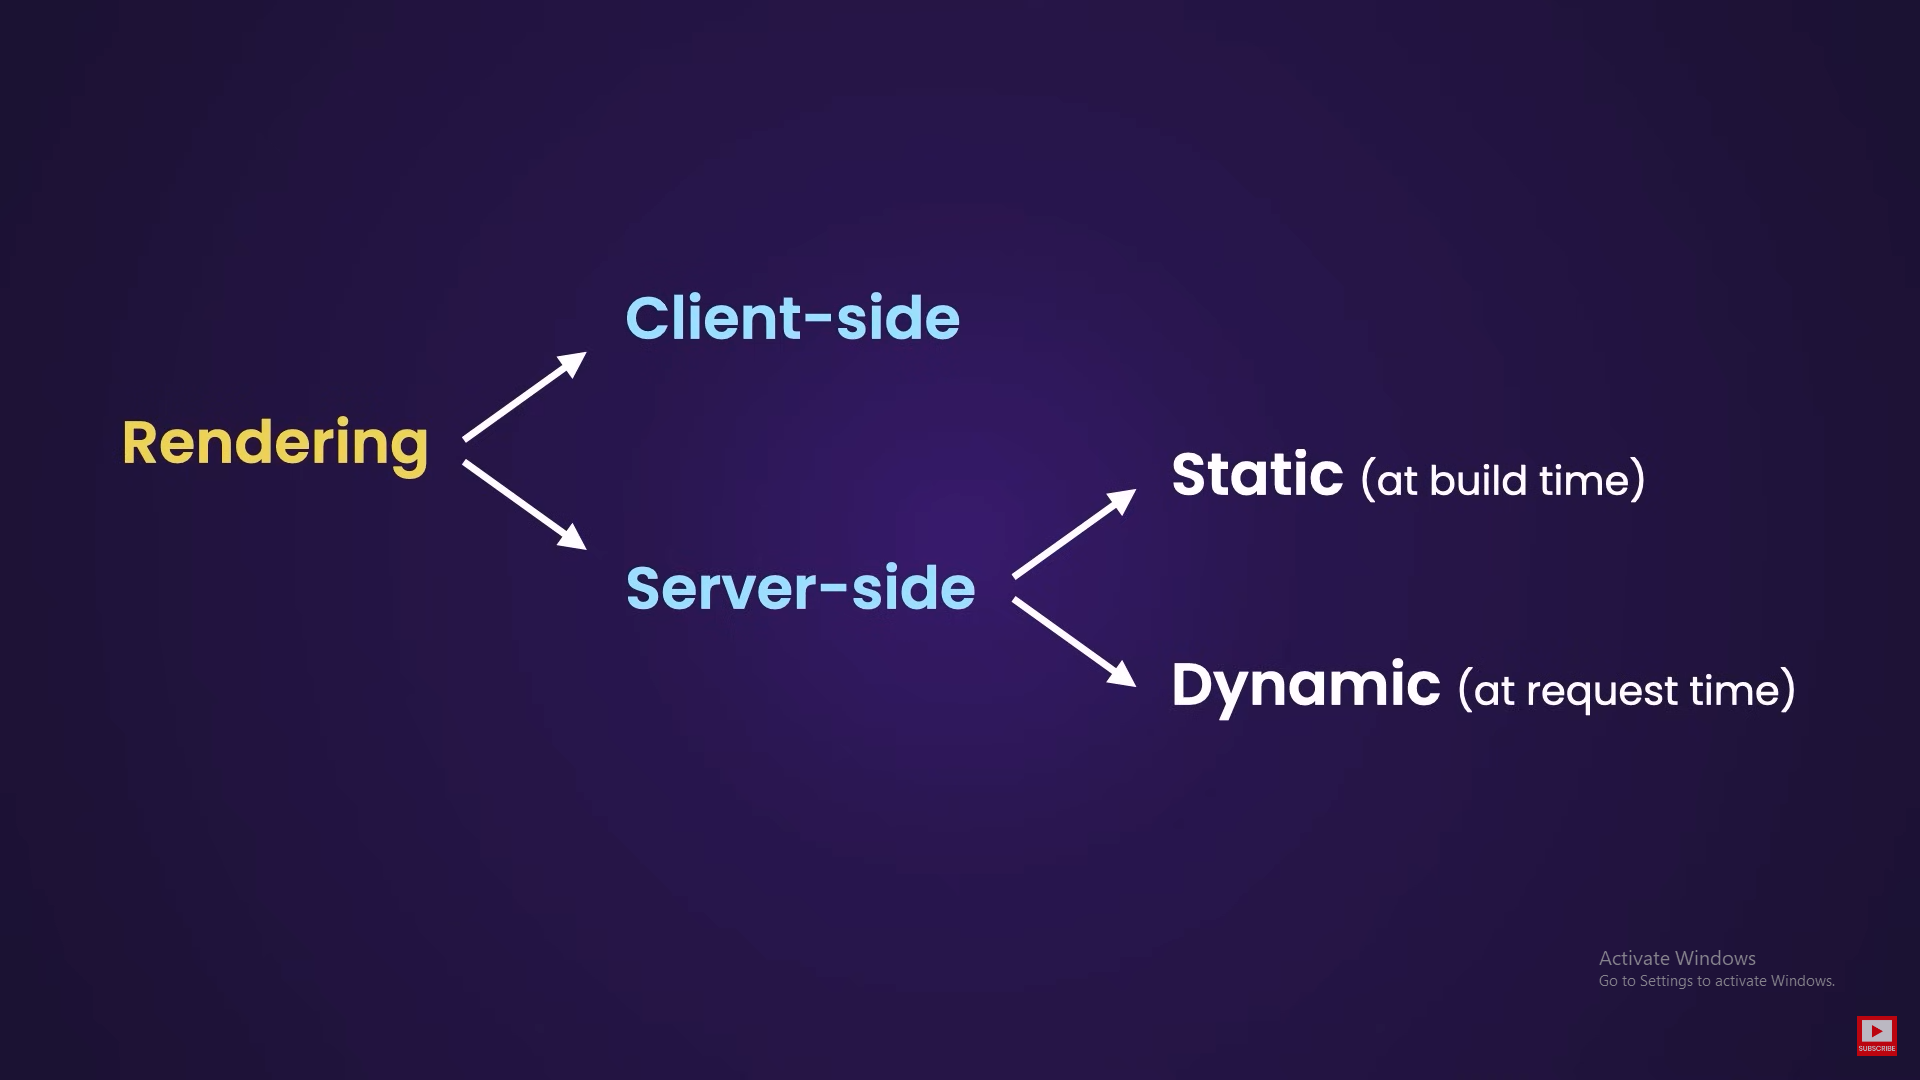 Client-side
Rendering
Static (at build time)
Server-side
Dynamic (at request time)
Activate Windows
Go to Settings to activate Windows.
SUBSCRIBE